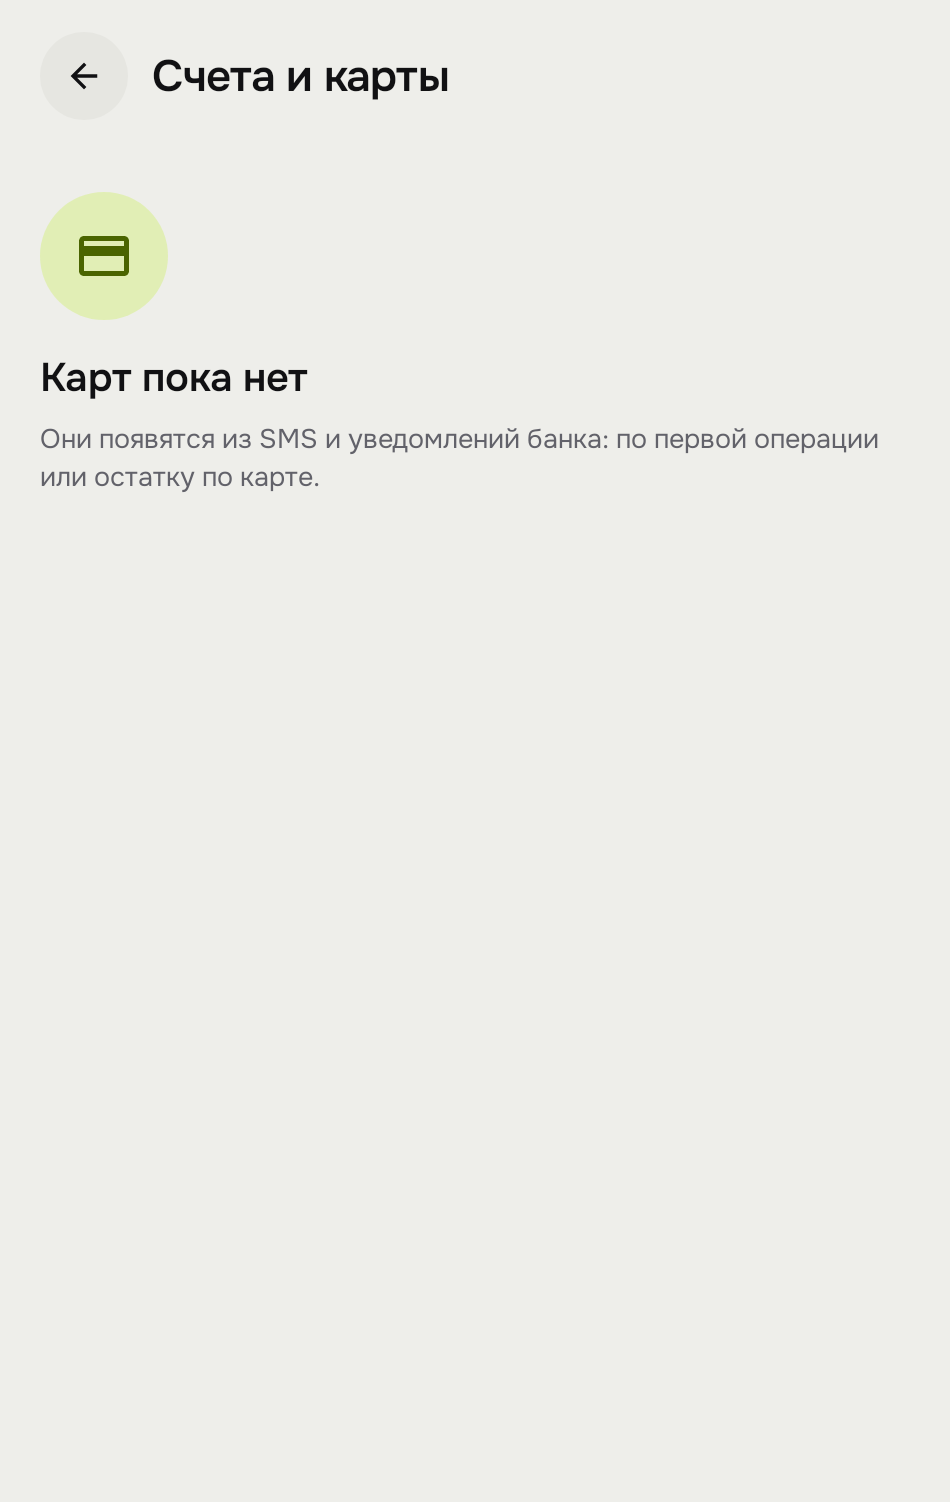 Счета и карты
Карт пока нет
Они появятся из SMS и уведомлений банка: по первой операции
или остатку по карте.